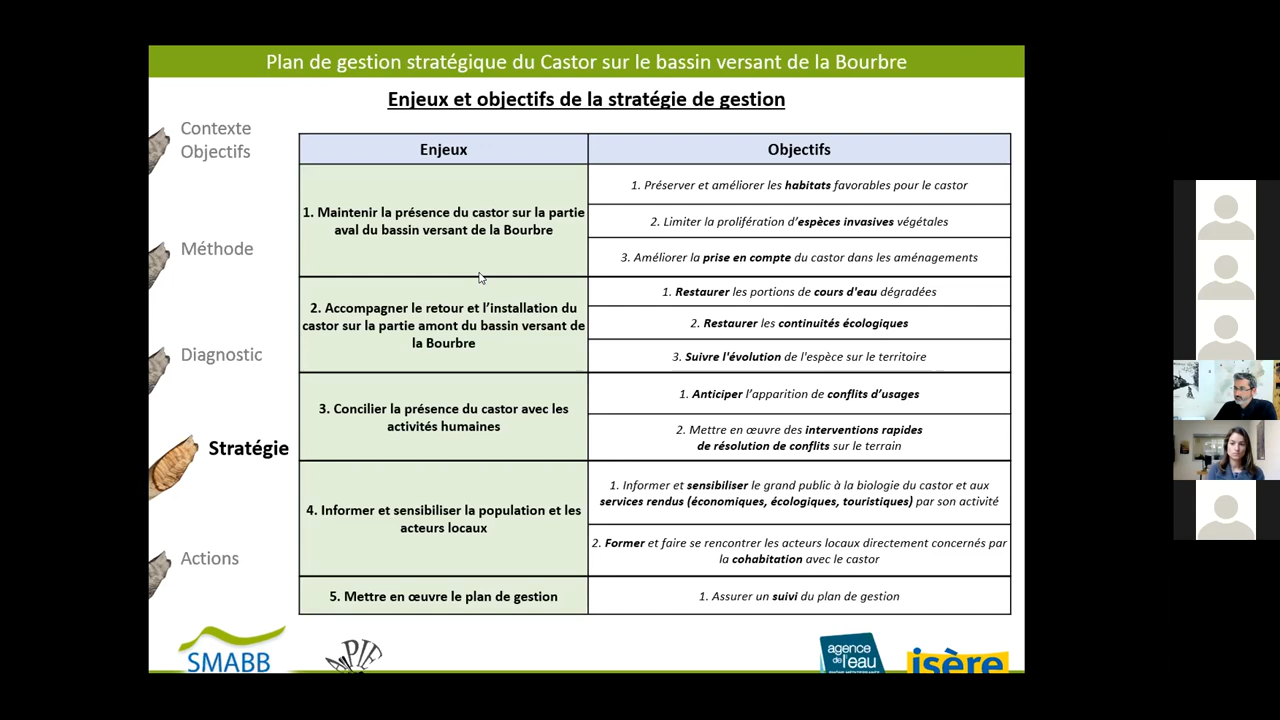 Plan de gestion stratégique du Castor sur le bassin versant de la Bourbre
Enjeux et objectifs de la stratégie de gestion
Contexte
Objectifs
Méthode
Diagnostic
Stratégie
Actions
Enjeux
Objectifs
1. Maintenir la présence du castor sur la partie
aval du bassin versant de la Bourbre
1. Préserver et améliorer les habitats favorables pour le castor
2. Limiter la prolifération d’espèces invasives végétales
3. Améliorer la prise en compte du castor dans les aménagements
2. Accompagner le retour et l’installation du
castor sur la partie amont du bassin versant de
la Bourbre
1. Restaurer les portions de cours d'eau dégradées
2. Restaurer les continuités écologiques
3. Suivre l'évolution de l'espèce sur le territoire
3. Concilier la présence du castor avec les
activités humaines
1. Anticiper l’apparition de conflits d’usages
2. Mettre en œuvre des interventions rapides
de résolution de conflits sur le terrain
4. Informer et sensibiliser la population et les
acteurs locaux
1. Informer et sensibiliser le grand public à la biologie du castor et aux
services rendus (économiques, écologiques, touristiques) par son activité
2. Former et faire se rencontrer les acteurs locaux directement concernés par
la cohabitation avec le castor
5. Mettre en œuvre le plan de gestion
1. Assurer un suivi du plan de gestion
SMABB
agence
de l'eau
isère